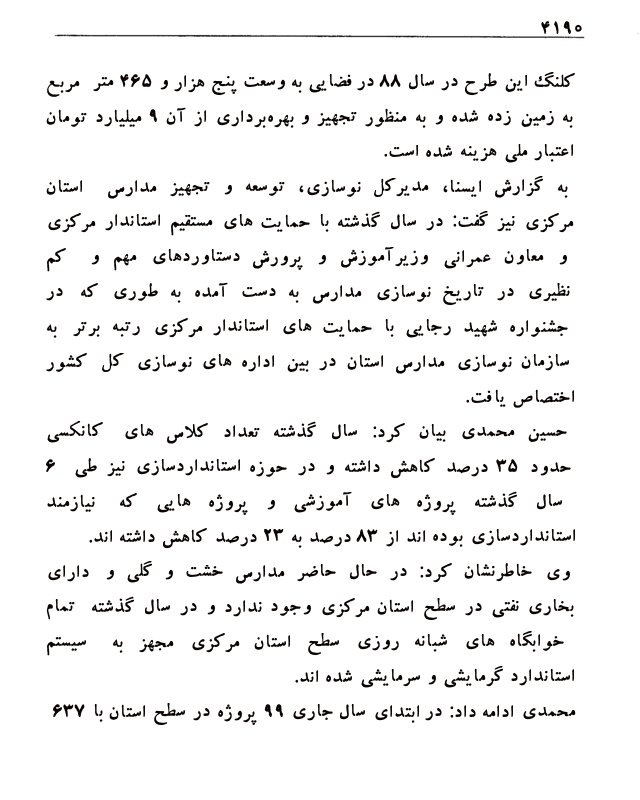 ۴۱۹۰
کلنگ این طرح در سال ۸۸ در فضایی به وسعت پنج هزار و ۴۶۵ متر مربع
به زمین زده شده و به منظور تجهیز و بهره‌برداری از آن ۹ میلیارد تومان
اعتبار ملی هزینه شده است.
به گزارش ایسنا، مدیرکل نوسازی، توسعه و تجهیز مدارس استان
مرکزی نیز گفت: در سال گذشته با حمایت های مستقیم استاندار مرکزی
و معاون عمرانی وزیرآموزش و پرورش دستاوردهای مهم و کم
نظیری در تاریخ نوسازی مدارس به دست آمده به طوری که در
جشنواره شهید رجایی با حمایت های استاندار مرکزی رتبه برتر به
سازمان نوسازی مدارس استان در بین اداره های نوسازی کل کشور
اختصاص یافت.
حسین محمدی بیان کرد: سال گذشته تعداد کلاس های کانکسی
حدود ۳۵ درصد کاهش داشته و در حوزه استانداردسازی نیز طی ۶
سال گذشته پروژه های آموزشی و پروژه هایی که نیازمند
استانداردسازی بوده اند از ۸۳ درصد به ۲۳ درصد کاهش داشته اند.
وی خاطرنشان کرد: در حال حاضر مدارس خشت و گلی و دارای
بخاری نفتی در سطح استان مرکزی وجود ندارد و در سال گذشته تمام
خوابگاه های شبانه روزی سطح استان مرکزی مجهز به سیستم
استاندارد گرمایشی و سرمایشی شده اند.
محمدی ادامه داد: در ابتدای سال جاری ۹۹ پروژه در سطح استان با ۶۳۷